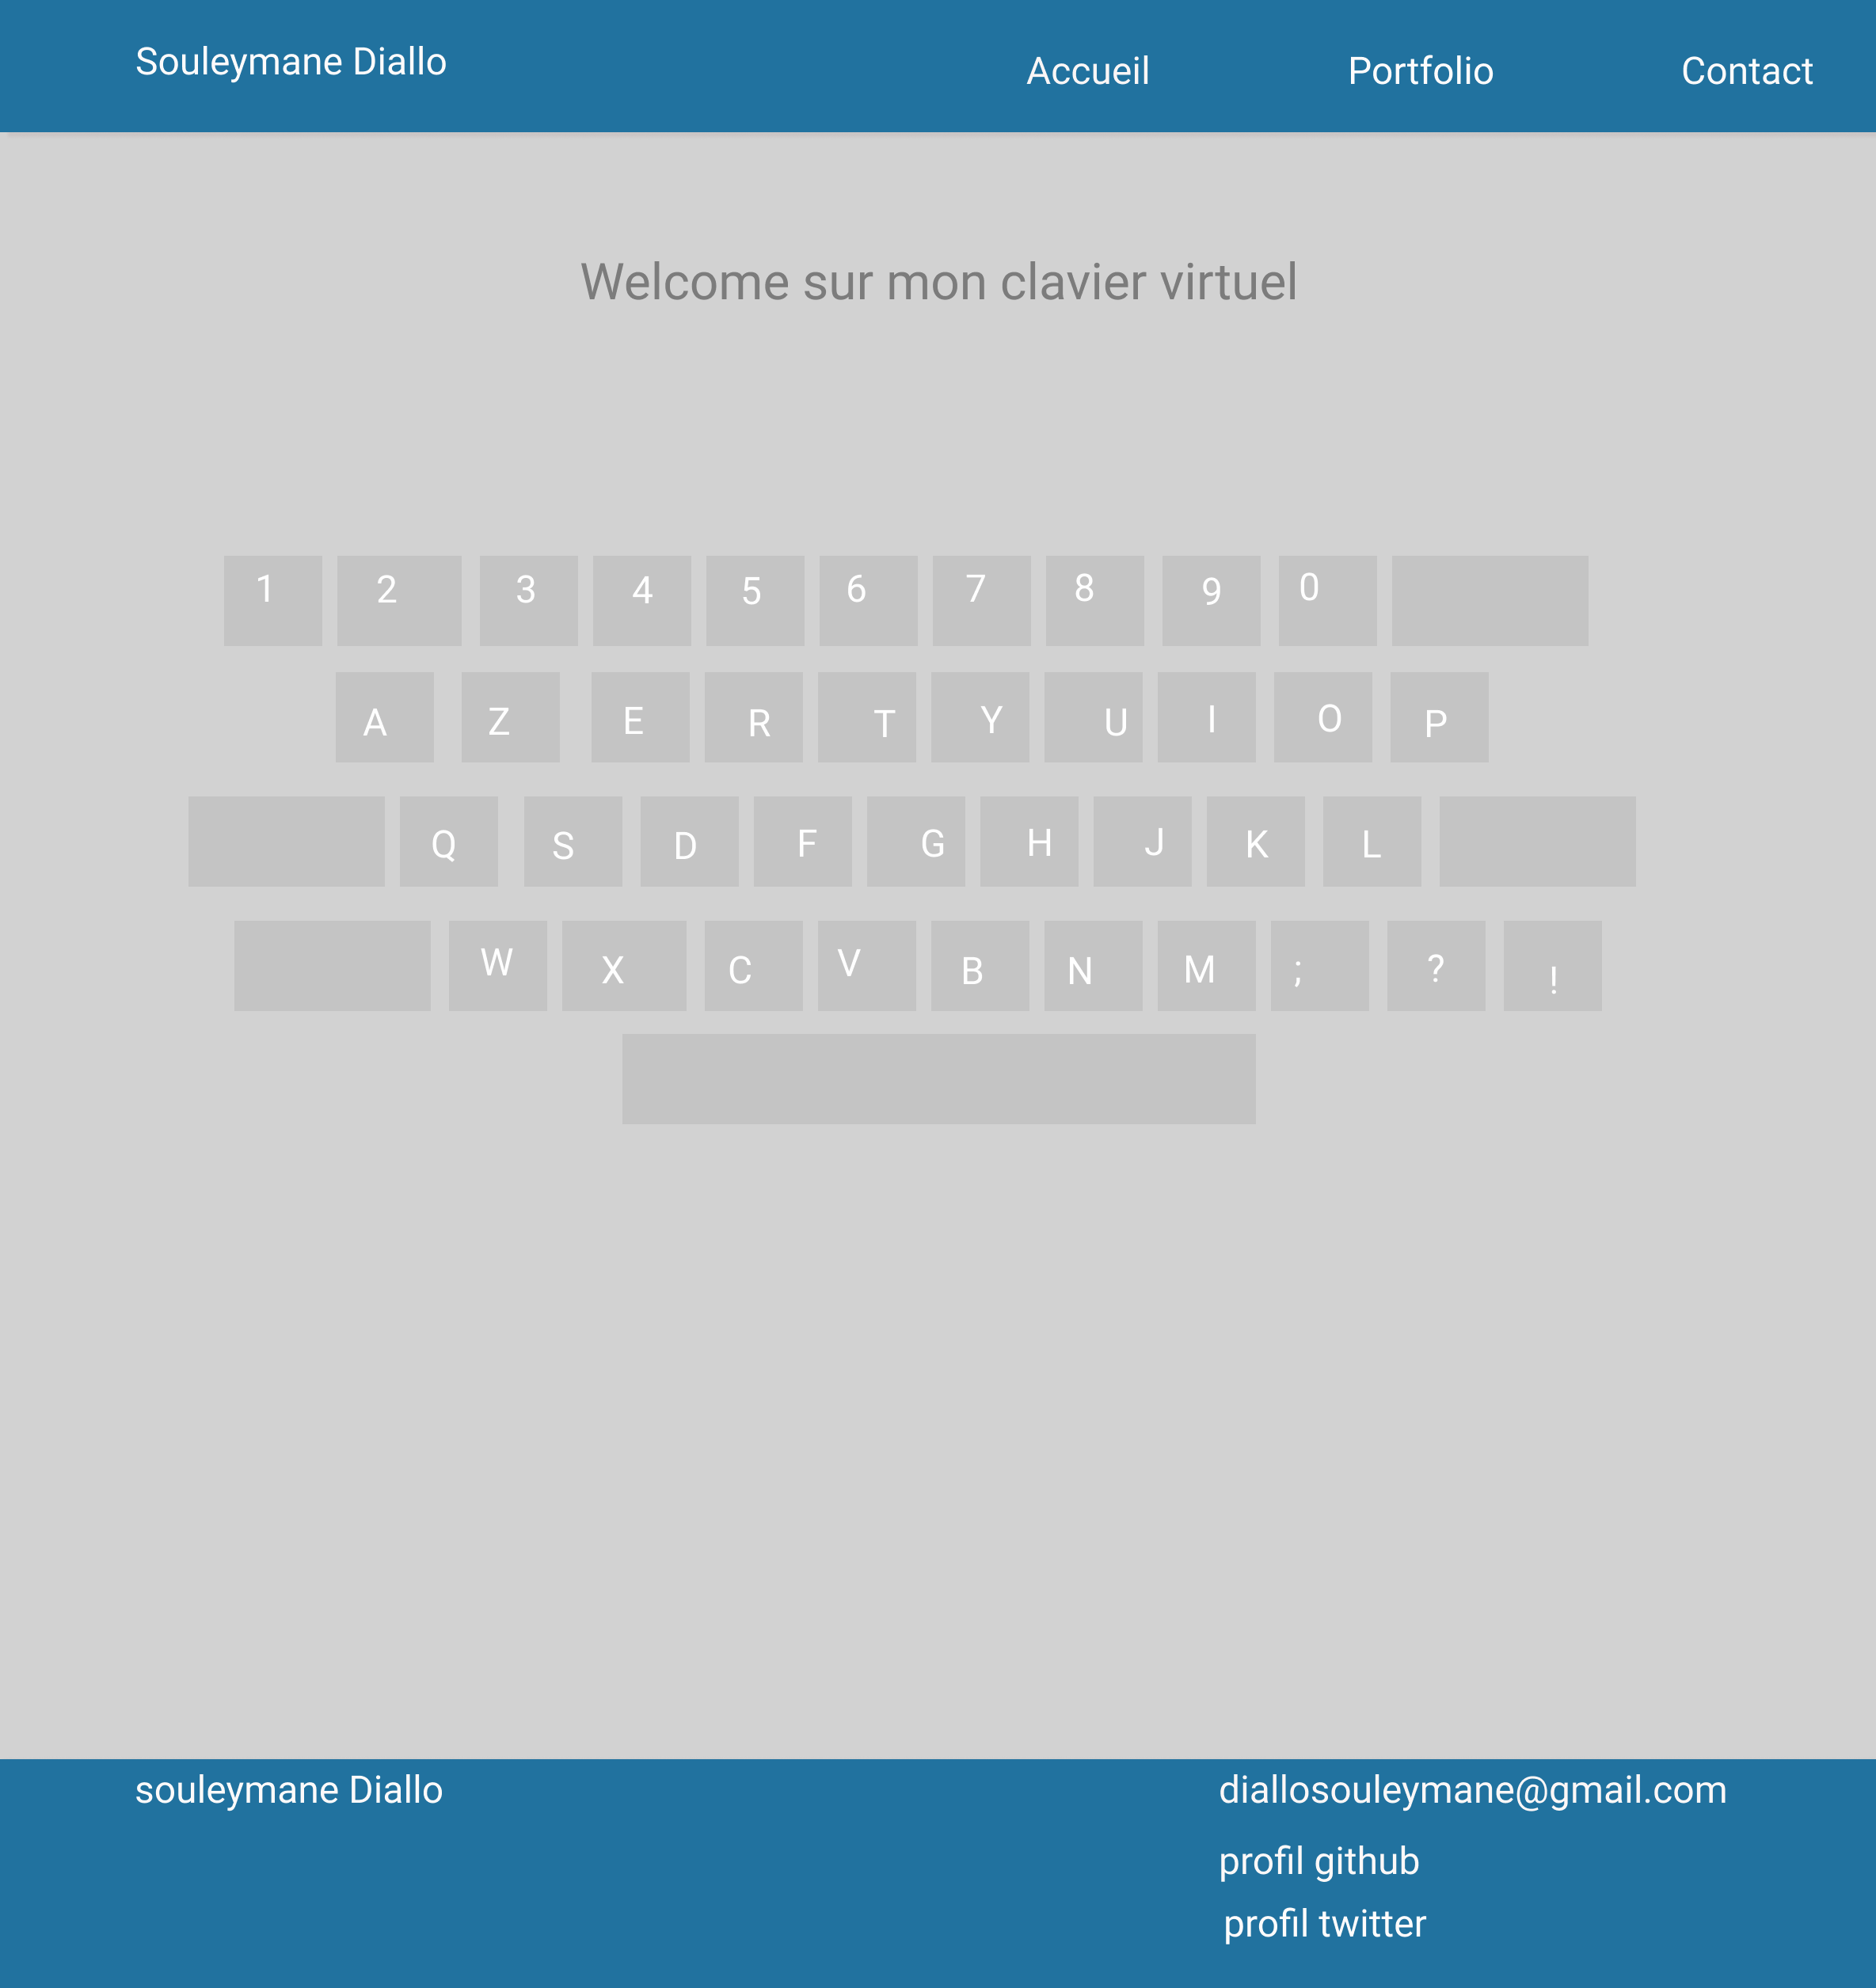 Souleymane Diallo Accueil Portfolio Contact
Welcome sur mon clavier virtuel
1 2 3 4 5 6 7 8 9 0
A Z E R T Y U I O P
Q S D F G H J K L
W X C V B N M ; ? !
souleymane Diallo diallosouleymane@gmail.com
profil github
profil twitter